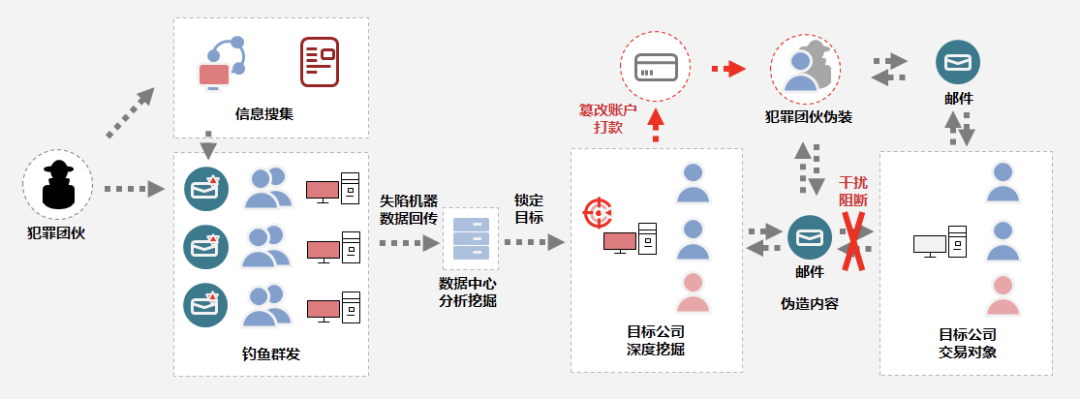 犯罪团伙
信息搜集
钓鱼群发
失陷机器
数据回传
数据中心
分析挖掘
锁定
目标
篡改账户
打款
目标公司
深度挖掘
犯罪团伙伪装
邮件
邮件
伪造内容
干扰
阻断
目标公司
交易对象